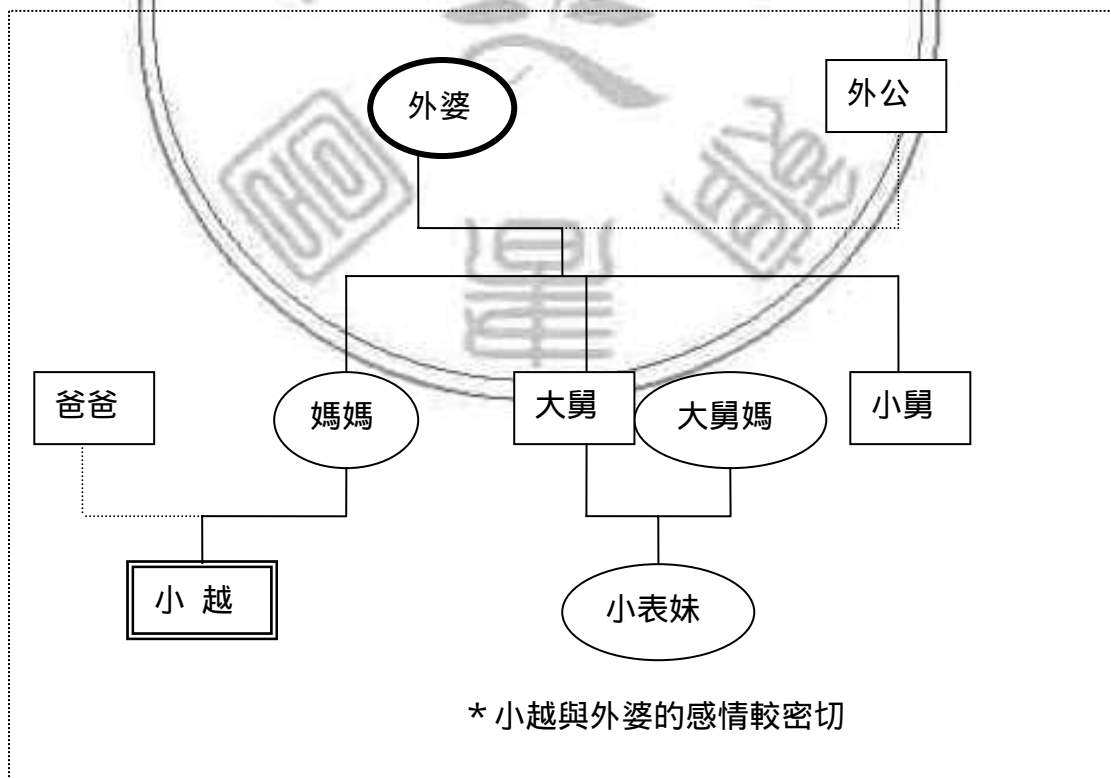 外婆
外公
爸爸
媽媽
大舅
大舅媽
小舅
小 越
小表妹
*小越與外婆的感情較密切